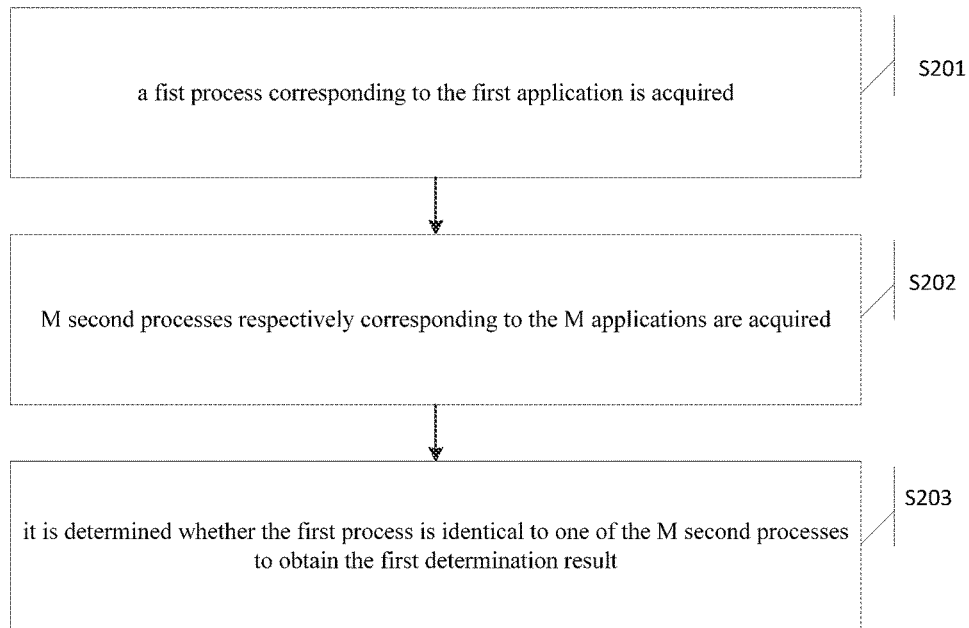 a fist process corresponding to the first application is acquired
S201
M second processes respectively corresponding to the M applications are acquired
S202
it is determined whether the first process is identical to one of the M second processes
to obtain the first determination result
S203